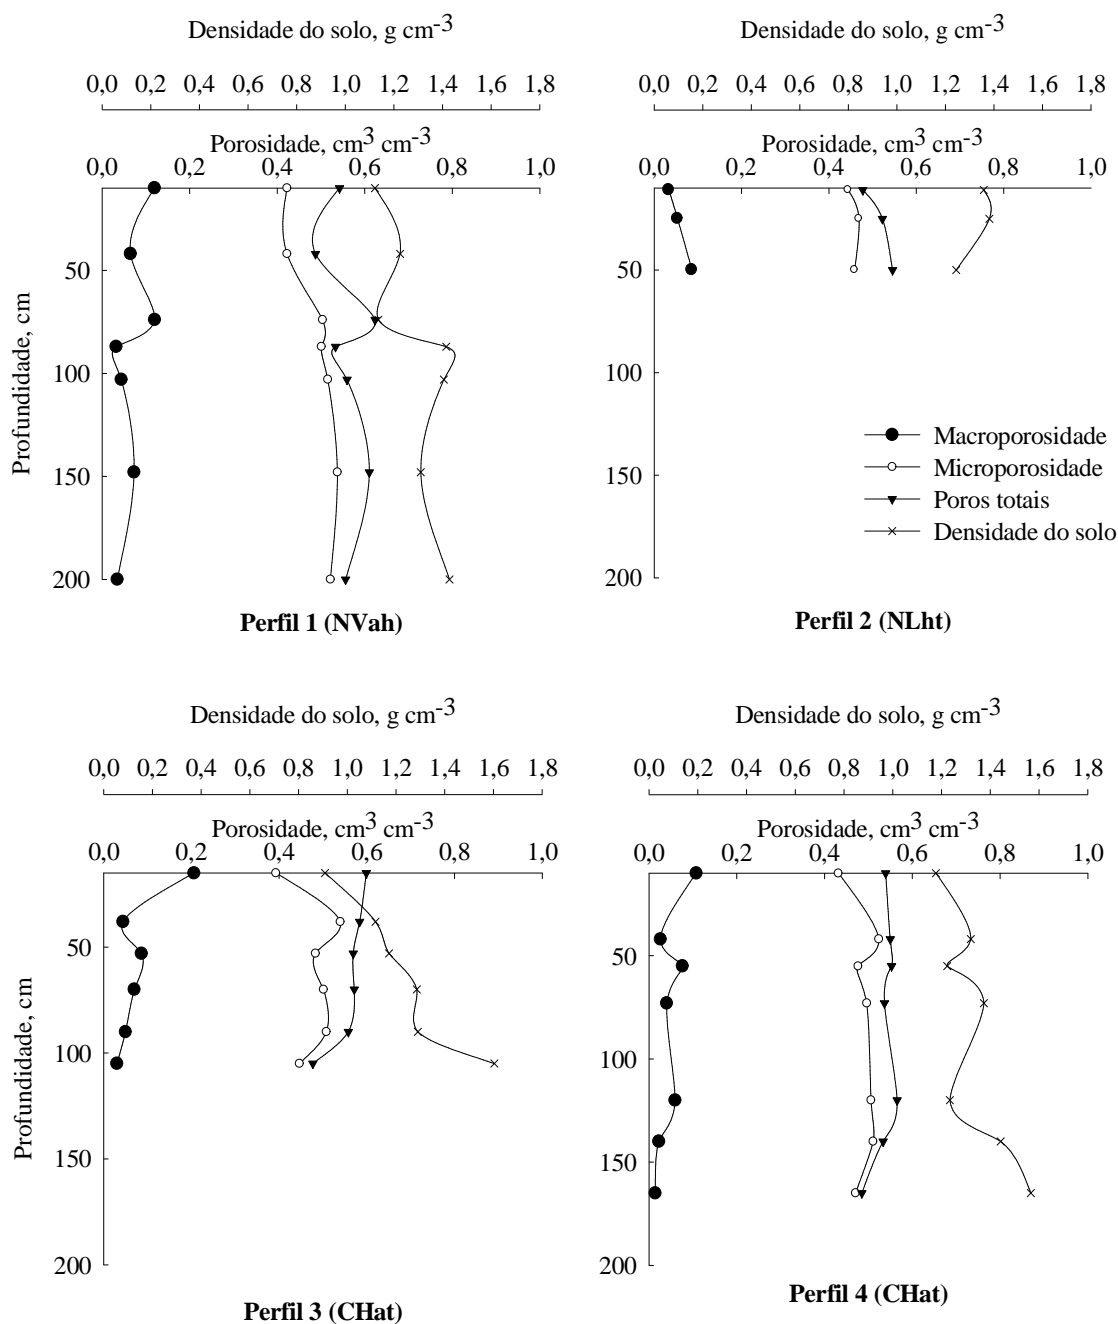 Densidade do solo, g cm-3
0,0 0,2 0,4 0,6 0,8 1,0 1,2 1,4 1,6 1,8
Porosidade, cm3 cm-3
0,0 0,2 0,4 0,6 0,8 1,0
50
100
150
200
Profundidade, cm
Perfil 1 (NVah)
Densidade do solo, g cm-3
0,0 0,2 0,4 0,6 0,8 1,0 1,2 1,4 1,6 1,8
Porosidade, cm3 cm-3
0,0 0,2 0,4 0,6 0,8 1,0
50
100
150
200
Macroporosidade
Microporosidade
Poros totais
Densidade do solo
Perfil 2 (NLht)
Densidade do solo, g cm-3
0,0 0,2 0,4 0,6 0,8 1,0 1,2 1,4 1,6 1,8
Porosidade, cm3 cm-3
0,0 0,2 0,4 0,6 0,8 1,0
50
100
150
200
Profundidade, cm
Perfil 3 (CHat)
Densidade do solo, g cm-3
0,0 0,2 0,4 0,6 0,8 1,0 1,2 1,4 1,6 1,8
Porosidade, cm3 cm-3
0,0 0,2 0,4 0,6 0,8 1,0
50
100
150
200
Perfil 4 (CHat)